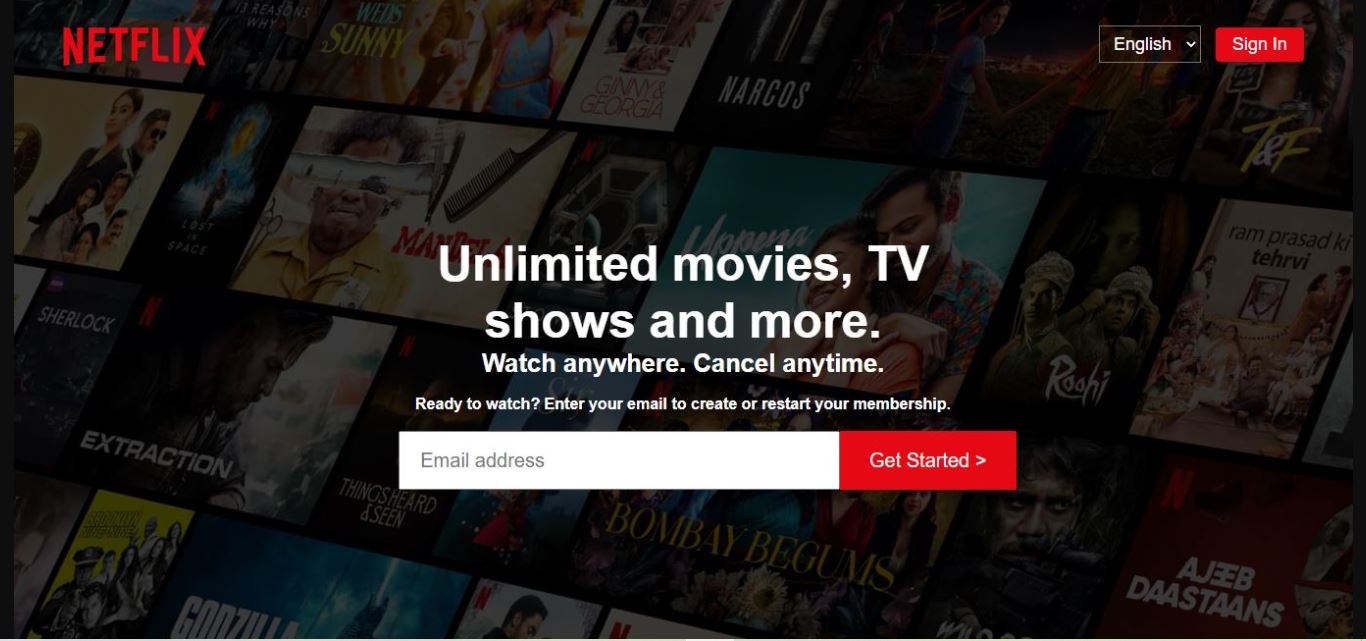 13 REASONS
WHY
WEDS
SUNNY
NETFLIX
English
Sign In
GINNY&
GEORGIA
NARCOS
T&F
LOST
IN
SPACE
MANDELA
Uppena
ram prasad ki
tehrvi
Unlimited movies, TV
shows and more.
SHERLOCK
Watch anywhere. Cancel anytime.
Roohi
Ready to watch? Enter your email to create or restart your membership.
EXTRACTION
Email address
Get Started >
THINGS HEARD
& SEEN
BROOKLYN
NINE-NINE
BOMBAY BEGUMS
AJEEB
DAASTAANS
GODZILLA